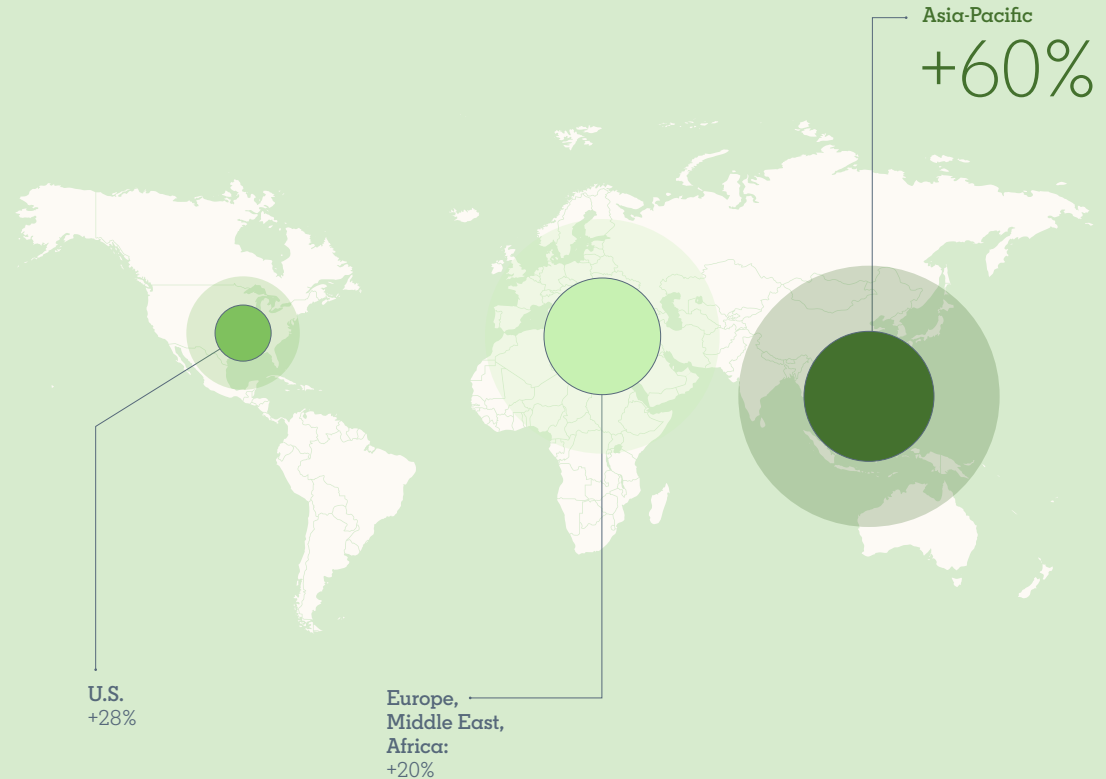 Asia-Pacific
+60%
U.S.
+28%
Europe,
Middle East,
Africa:
+20%